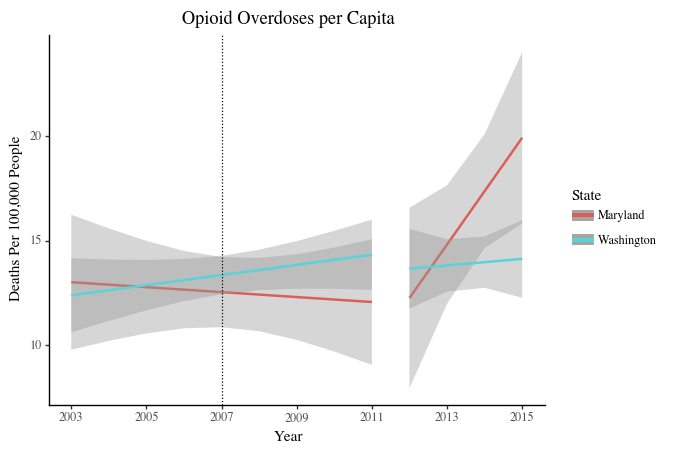 Opioid Overdoses per Capita
Deaths Per 100,000 People
20
15
10
2003 2005 2007 2009 2011 2013 2015
Year
State
Maryland
Washington